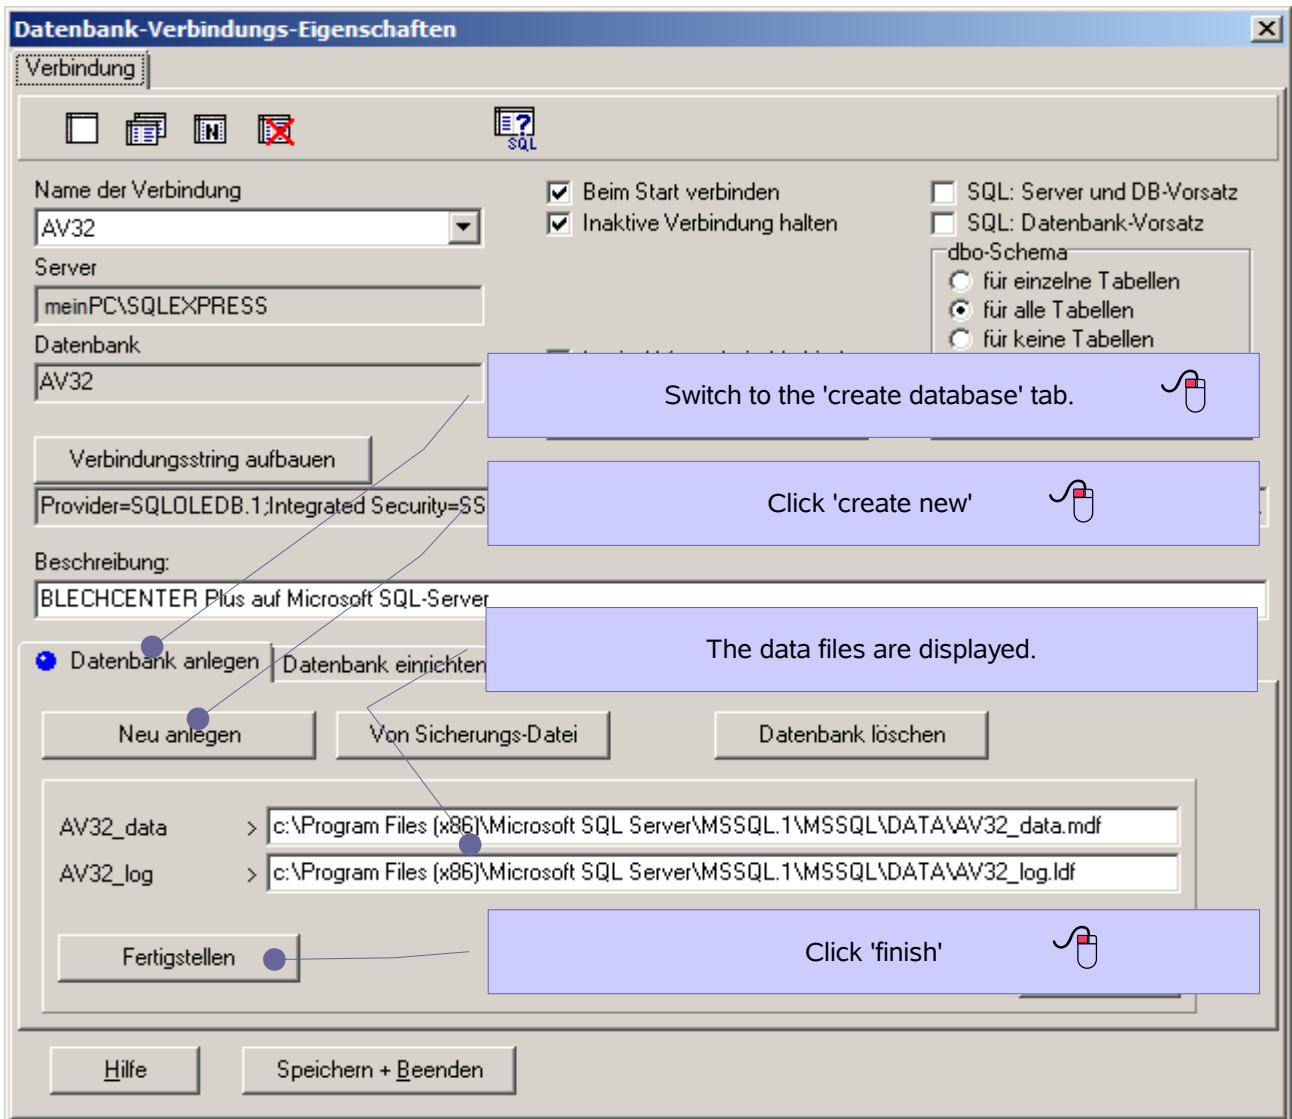 Datenbank-Verbindungs-Eigenschaften
Verbindung
N
?
SQL
Name der Verbindung
AV32
Server
meinPC\SQLEXPRESS
Datenbank
AV32
Beim Start verbinden
Inaktive Verbindung halten
SQL: Server und DB-Vorsatz
SQL: Datenbank-Vorsatz
dbo-Schema
für einzelne Tabellen
für alle Tabellen
für keine Tabellen
Switch to the 'create database' tab.
Verbindungsstring aufbauen
Provider=SQLOLEDB.1;Integrated Security=SS
Click 'create new'
Beschreibung:
BLECHCENTER Plus auf Microsoft SQL-Server
The data files are displayed.
Datenbank anlegen
Datenbank einrichten
Neu anlegen
Von Sicherungs-Datei
Datenbank löschen
AV32_data > c:\Program Files (x86)\Microsoft SQL Server\MSSQL.1\MSSQL\DATA\AV32_data.mdf
AV32_log > c:\Program Files (x86)\Microsoft SQL Server\MSSQL.1\MSSQL\DATA\AV32_log.ldf
Click 'finish'
Fertigstellen
Hilfe
Speichern + Beenden